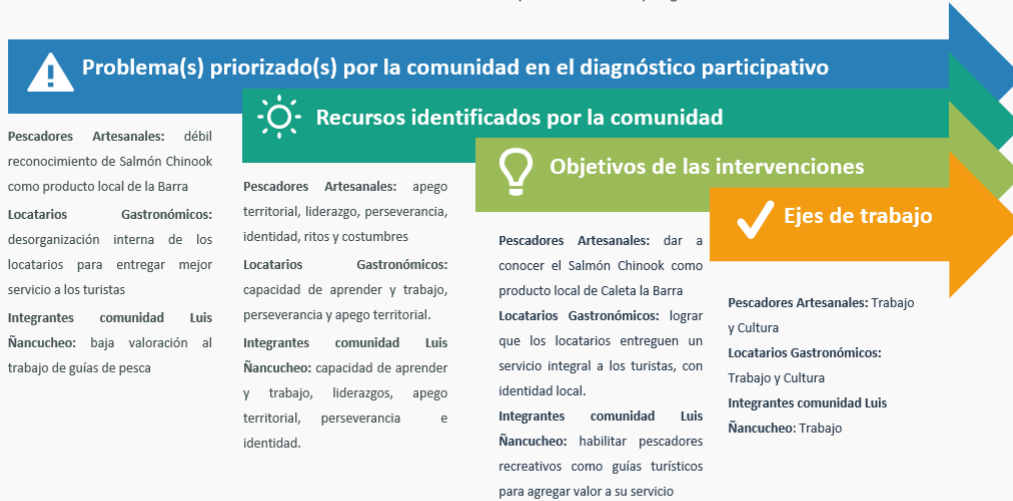 Problema(s) priorizado(s) por la comunidad en el diagnóstico participativo
Pescadores Artesanales: débil
reconocimiento de Salmón Chinook
como producto local de la Barra
Locatarios Gastronómicos:
desorganización interna de los
locatarios para entregar mejor
servicio a los turistas
Integrantes comunidad Luis
Ñancucheo: baja valoración al
trabajo de guías de pesca
Recursos identificados por la comunidad
Pescadores Artesanales: apego
territorial, liderazgo, perseverancia,
identidad, ritos y costumbres
Locatarios Gastronómicos:
capacidad de aprender y trabajo,
perseverancia y apego territorial.
Integrantes comunidad Luis
Ñancucheo: capacidad de aprender
y trabajo, liderazgos, apego
territorial, perseverancia e
identidad.
Objetivos de las intervenciones
Pescadores Artesanales: dar a
conocer el Salmón Chinook como
producto local de Caleta la Barra
Locatarios Gastronómicos: lograr
que los locatarios entreguen un
servicio integral a los turistas, con
identidad local.
Integrantes comunidad Luis
Ñancucheo: habilitar pescadores
recreativos como guías turísticos
para agregar valor a su servicio
Ejes de trabajo
Pescadores Artesanales: Trabajo
y Cultura
Locatarios Gastronómicos:
Trabajo y Cultura
Integrantes comunidad Luis
Ñancucheo: Trabajo